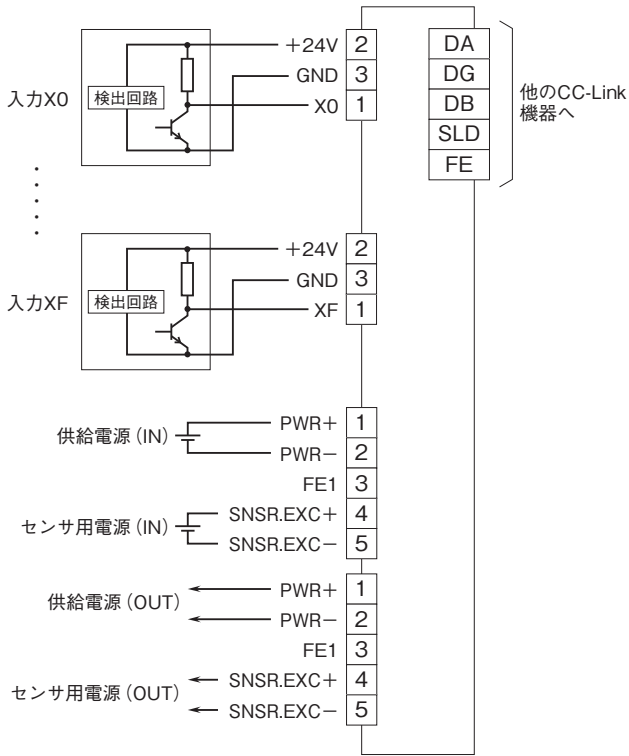 +24V 2
GND 3
X0 1
入力X0
検出回路
DA
DG
DB
SLD
FE
他のCC-Link
機器へ
+24V 2
GND 3
XF 1
入力XF
検出回路
供給電源(IN)
PWR+ 1
PWR− 2
FE1 3
センサ用電源(IN)
SNSR.EXC+ 4
SNSR.EXC− 5
供給電源(OUT)
PWR+ 1
PWR− 2
FE1 3
センサ用電源(OUT)
SNSR.EXC+ 4
SNSR.EXC− 5